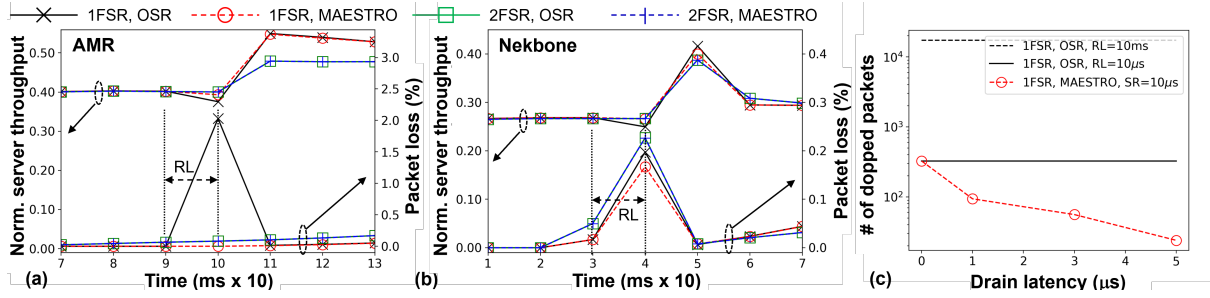 1FSR, OSR 1FSR, MAESTRO 2FSR, OSR 2FSR, MAESTRO
AMR
Norm. server throughput
0.50
0.40
0.30
0.20
0.10
0.00
RL
3.0
2.5
2.0
1.5
1.0
0.5
0.0
Packet loss (%)
7 8 9 10 11 12 13
(a) Time (ms x 10)
Nekbone
Norm. server throughput
0.40
0.30
0.20
0.10
0.00
RL
0.4
0.3
0.2
0.1
0.0
Packet loss (%)
1 2 3 4 5 6 7
(b) Time (ms x 10)
# of dopped packets
10⁴
10³
10²
1FSR, OSR, RL=10ms
1FSR, OSR, RL=10μs
1FSR, MAESTRO, SR=10μs
0 1 2 3 4 5
(c) Drain latency (μs)